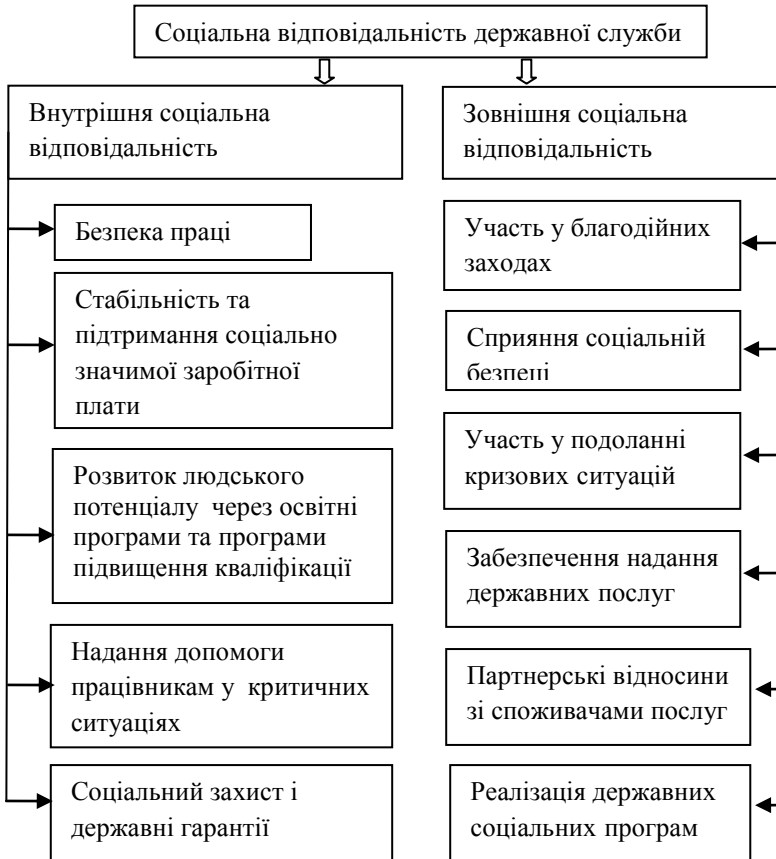 Соціальна відповідальність державної служби
Внутрішня соціальна
відповідальність
Безпека праці
Стабільність та
підтримання соціально
значимої заробітної
плати
Розвиток людського
потенціалу через освітні
програми та програми
підвищення кваліфікації
Надання допомоги
працівникам у критичних
ситуаціях
Соціальний захист і
державні гарантії
Зовнішня соціальна
відповідальність
Участь у благодійних
заходах
Сприяння соціальній
безпеці
Участь у подоланні
кризових ситуацій
Забезпечення надання
державних послуг
Партнерські відносини
зі споживачами послуг
Реалізація державних
соціальних програм